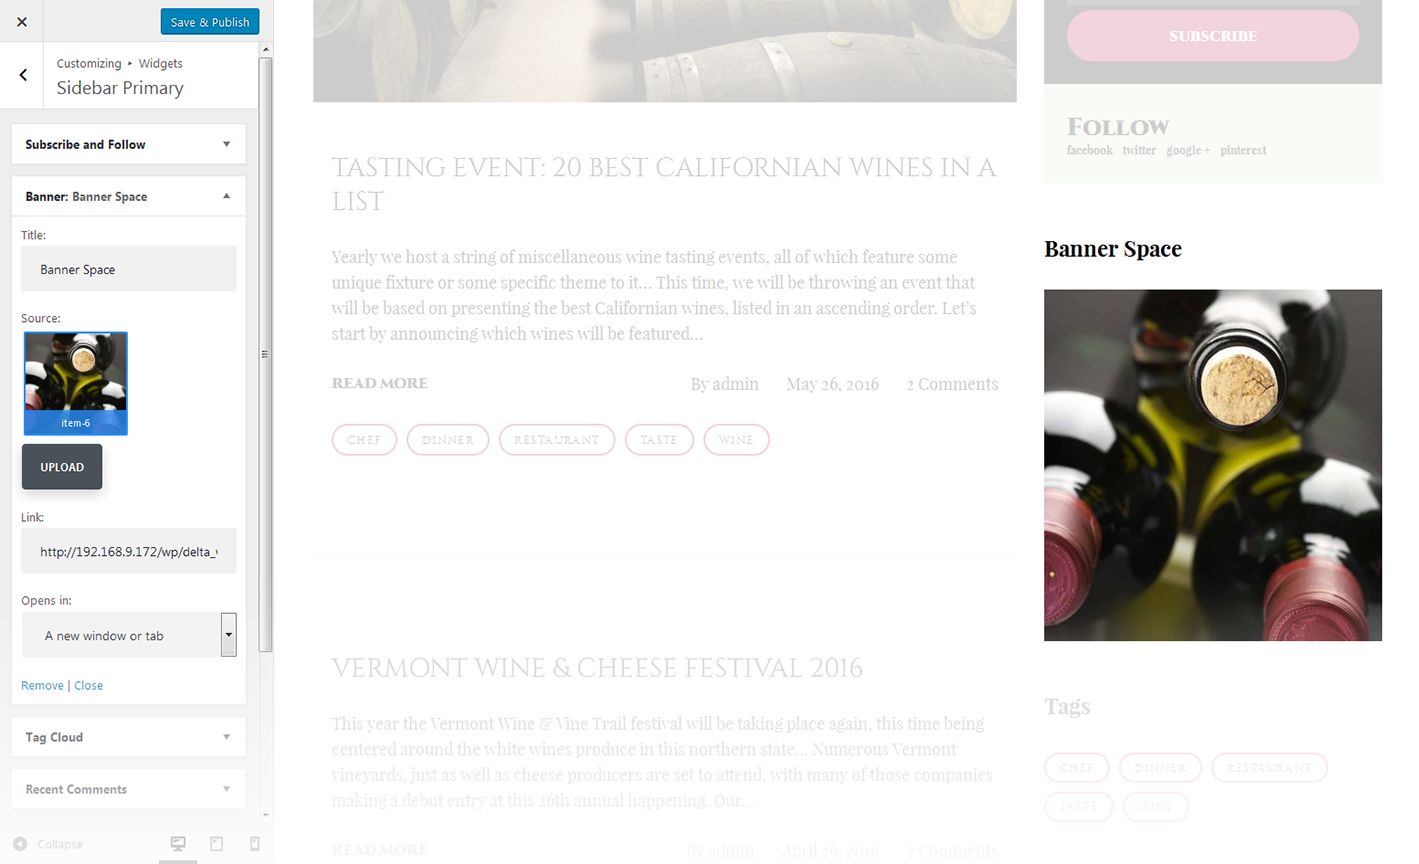 Save & Publish
Customizing ▸ Widgets
Sidebar Primary
Subscribe and Follow
Banner: Banner Space
Title:
Banner Space
Source:
item-6
UPLOAD
Link:
http://192.168.9.172/wp/delta_
Opens in:
A new window or tab
Remove | Close
Tag Cloud
Recent Comments
Collapse
TASTING EVENT: 20 BEST CALIFORNIAN WINES IN A
LIST
Yearly we host a string of miscellaneous wine tasting events, all of which feature some
unique fixture or some specific theme to it... This time, we will be throwing an event that
will be based on presenting the best Californian wines, listed in an ascending order. Let's
start by announcing which wines will be featured...
READ MORE By admin May 26, 2016 2 Comments
CHEF DINNER RESTAURANT TASTE WINE
VERMONT WINE & CHEESE FESTIVAL 2016
This year the Vermont Wine & Vine Trail festival will be taking place again, this time being
centered around the white wines produce in this northern state... Numerous Vermont
vineyards, just as well as cheese producers are set to attend, with many of those companies
making a debut entry at this 26th annual happening. Our...
READ MORE By admin April 26, 2016 2 Comments
SUBSCRIBE
FOLLOW
facebook twitter google + pinterest
Banner Space
Tags
CHEF DINNER RESTAURANT
TASTE WINE